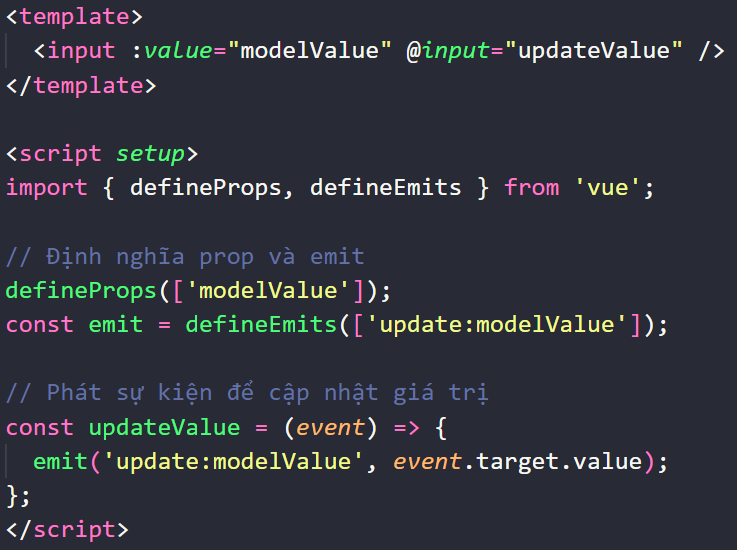 <template>
  <input :value="modelValue" @input="updateValue" />
</template>

<script setup>
import { defineProps, defineEmits } from 'vue';

// Định nghĩa prop và emit
defineProps(['modelValue']);
const emit = defineEmits(['update:modelValue']);

// Phát sự kiện để cập nhật giá trị
const updateValue = (event) => {
  emit('update:modelValue', event.target.value);
};
</script>